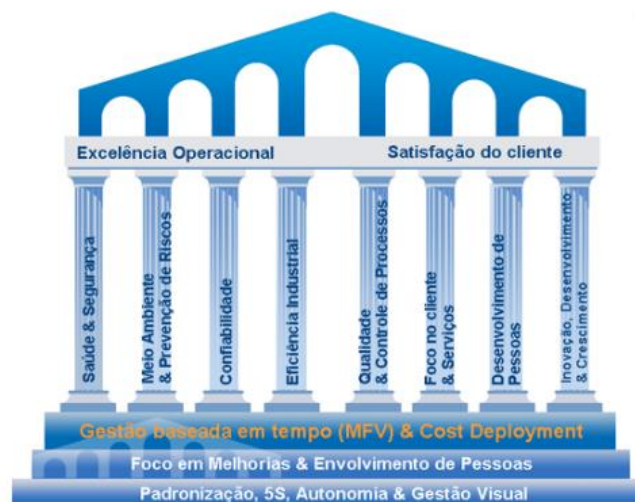 Excelência Operacional
Satisfação do cliente
Saúde & Segurança
Meio Ambiente
& Prevenção de Riscos
Confiabilidade
Eficiência Industrial
Qualidade
& Controle de Processos
Foco no cliente
& Serviços
Desenvolvimento de
Pessoas
Inovação, Desenvolvimento
& Crescimento
Gestão baseada em tempo (MFV) & Cost Deployment
Foco em Melhorias & Envolvimento de Pessoas
Padronização, 5S, Autonomia & Gestão Visual